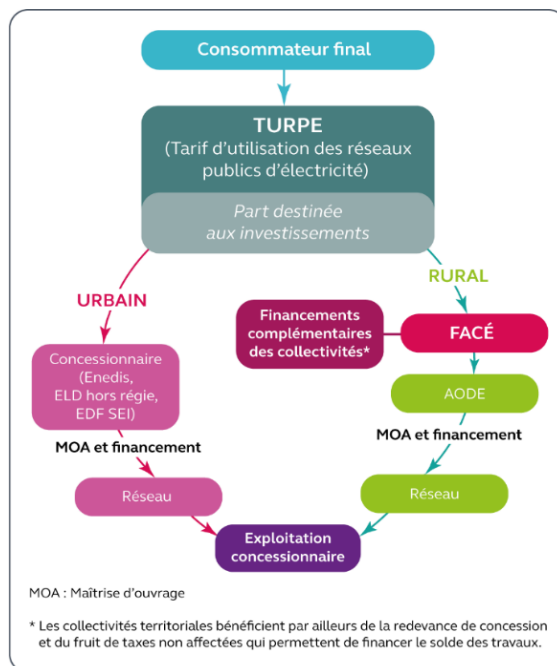 Consommateur final
TURPE
(Tarif d'utilisation des réseaux
publics d'électricité)
Part destinée
aux investissements
URBAIN
RURAL
Financements
complémentaires
des collectivités*
FACÉ
Concessionnaire
(Enedis,
ELD hors régie,
EDF SEI)
AODE
MOA et financement
MOA et financement
Réseau
Réseau
Exploitation
concessionnaire
MOA : Maîtrise d'ouvrage
* Les collectivités territoriales bénéficient par ailleurs de la redevance de concession
et du fruit de taxes non affectées qui permettent de financer le solde des travaux.